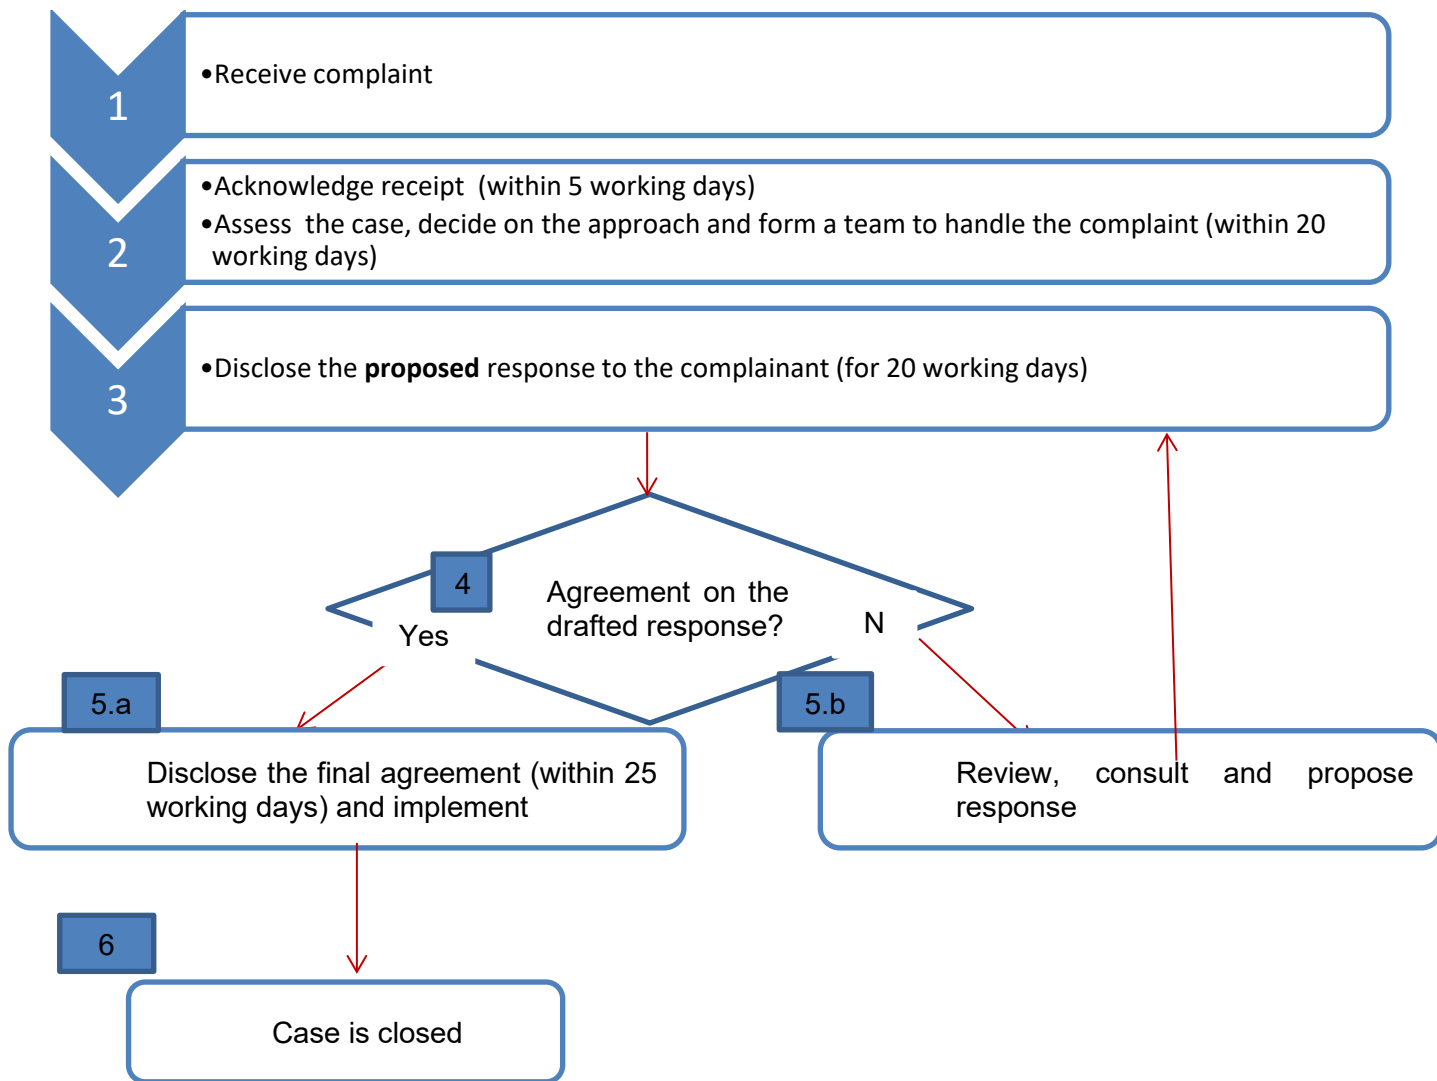 1
•Receive complaint
2
•Acknowledge receipt (within 5 working days)
•Assess the case, decide on the approach and form a team to handle the complaint (within 20
working days)
3
•Disclose the proposed response to the complainant (for 20 working days)
4
Agreement on the
drafted response?
Yes
N
5.a
Disclose the final agreement (within 25
working days) and implement
5.b
Review, consult and propose
response
6
Case is closed